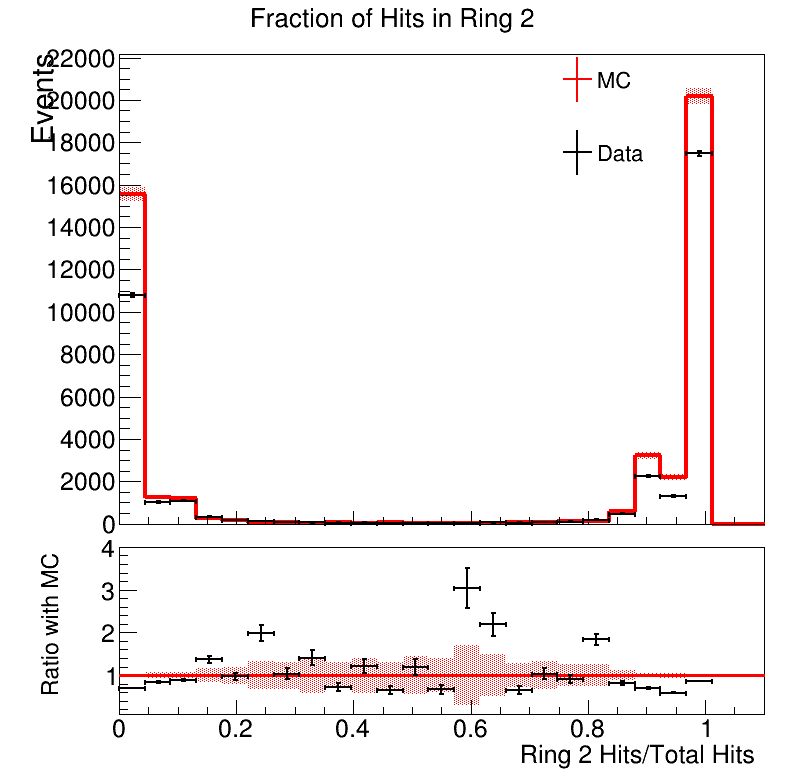 Fraction of Hits in Ring 2
Events
22000
20000
18000
16000
14000
12000
10000
8000
6000
4000
2000
0
MC
Data
Ratio with MC
4
3
2
1
0 0.2 0.4 0.6 0.8 1
Ring 2 Hits/Total Hits